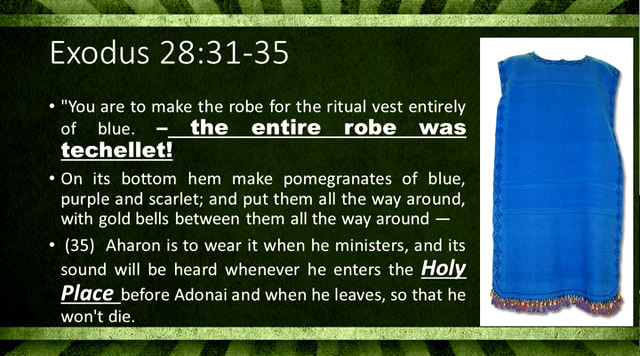 Exodus 28:31-35
• "You are to make the robe for the ritual vest entirely
of blue. – the entire robe was
techellet!
• On its bottom hem make pomegranates of blue,
purple and scarlet; and put them all the way around,
with gold bells between them all the way around —
• (35) Aharon is to wear it when he ministers, and its
sound will be heard whenever he enters the Holy
Place before Adonai and when he leaves, so that he
won't die.